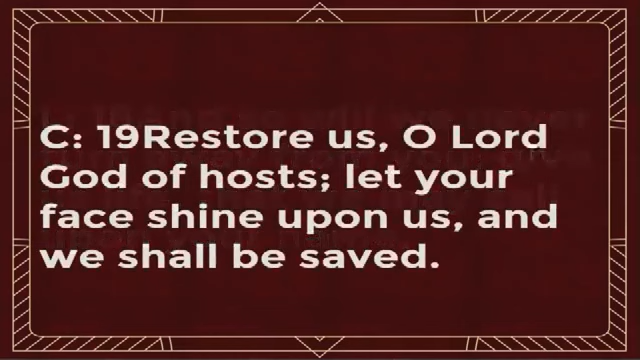 C: 19Restore us, O Lord
God of hosts; let your
face shine upon us, and
we shall be saved.